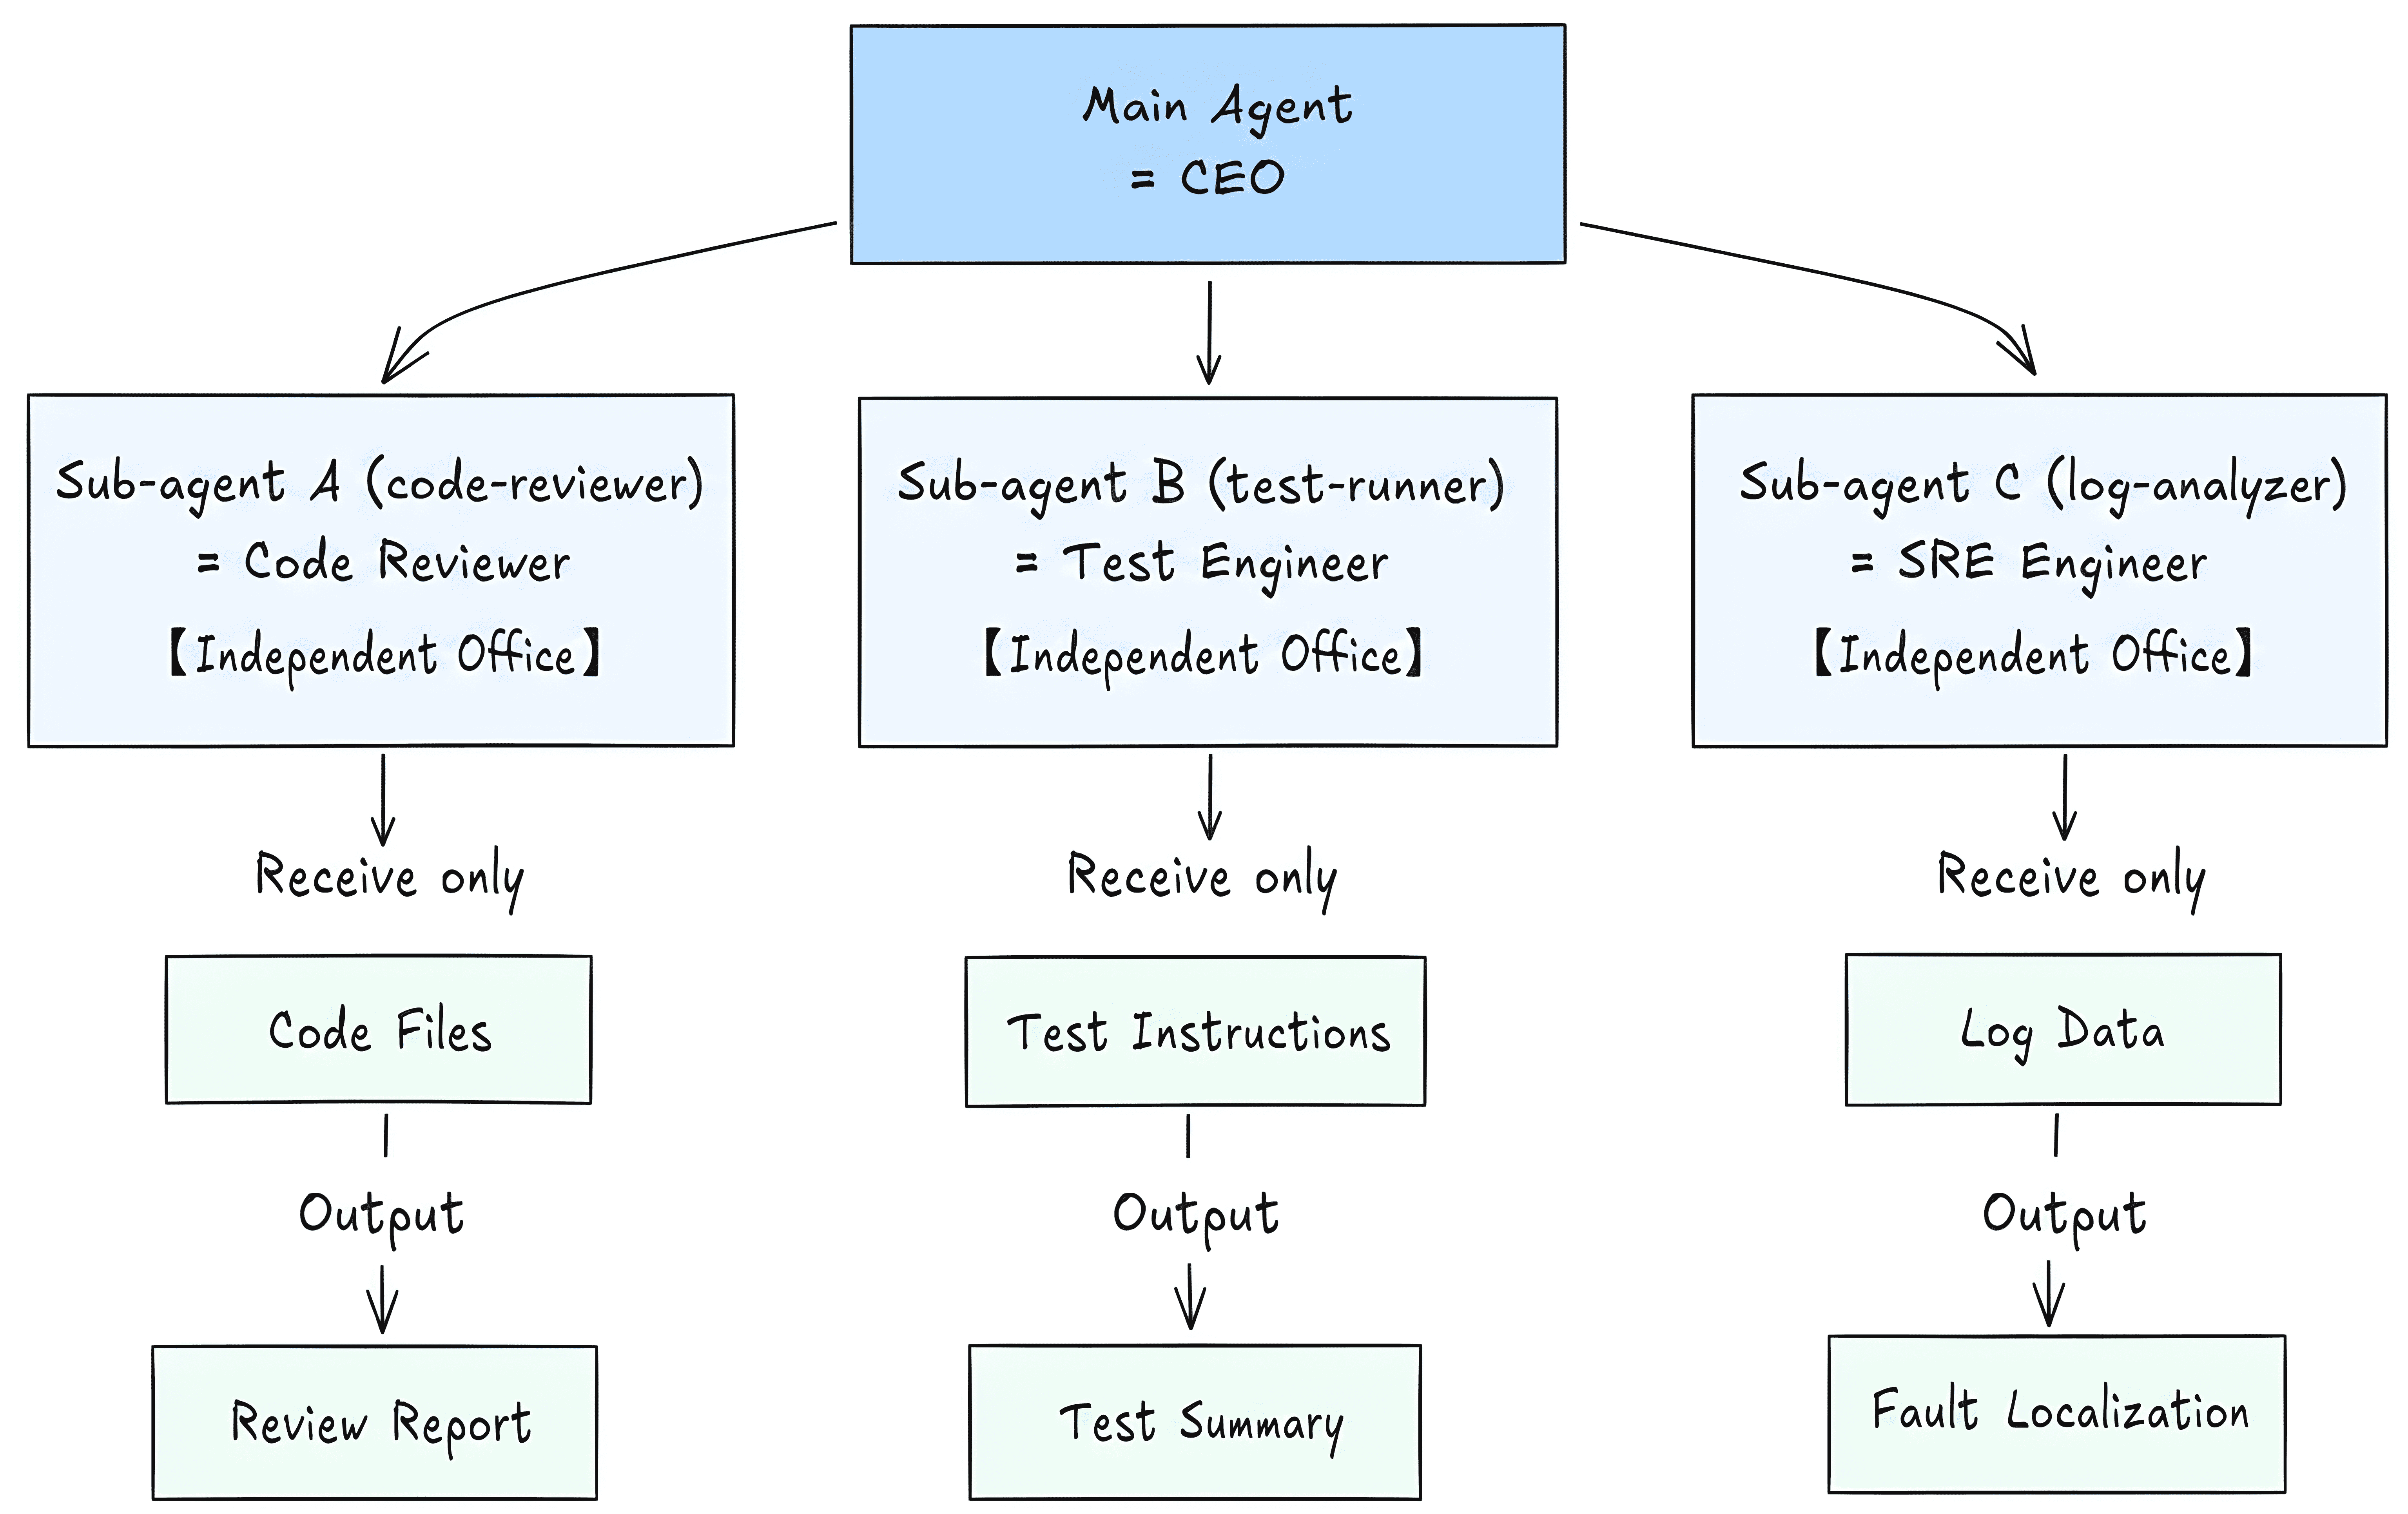 Main Agent
= CEO
Sub-agent A (code-reviewer)
= Code Reviewer
【Independent Office】
Sub-agent B (test-runner)
= Test Engineer
【Independent Office】
Sub-agent C (log-analyzer)
= SRE Engineer
【Independent Office】
Receive only
Receive only
Receive only
Code Files
Test Instructions
Log Data
Output
Output
Output
Review Report
Test Summary
Fault Localization